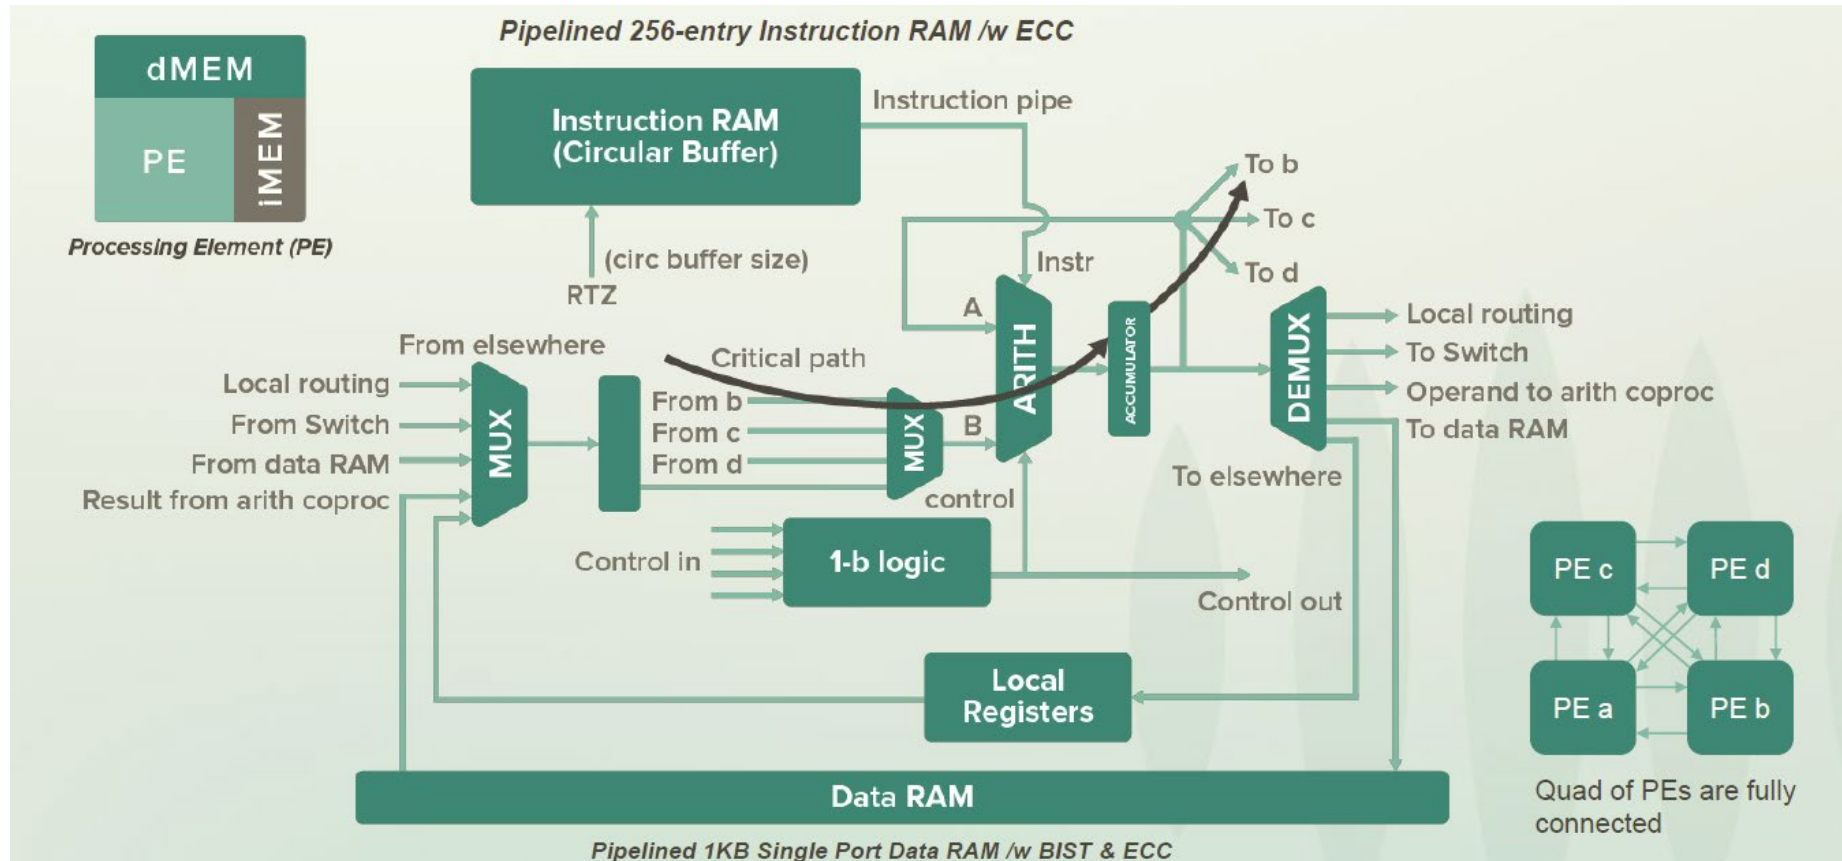 Pipelined 256-entry Instruction RAM /w ECC
dMEM
PE
iMEM
Processing Element (PE)
Instruction RAM
(Circular Buffer)
Instruction pipe
(circ buffer size)
RTZ
To b
To c
To d
Instr
A
ARITH
ACCUMULATOR
DEMUX
Local routing
To Switch
Operand to arith coproc
To data RAM
To elsewhere
From elsewhere
Local routing
From Switch
From data RAM
Result from arith coproc
MUX
Critical path
From b
From c
From d
MUX
B
control
Control in
1-b logic
Control out
Local
Registers
Data RAM
Pipelined 1KB Single Port Data RAM /w BIST & ECC
PE c
PE d
PE a
PE b
Quad of PEs are fully
connected